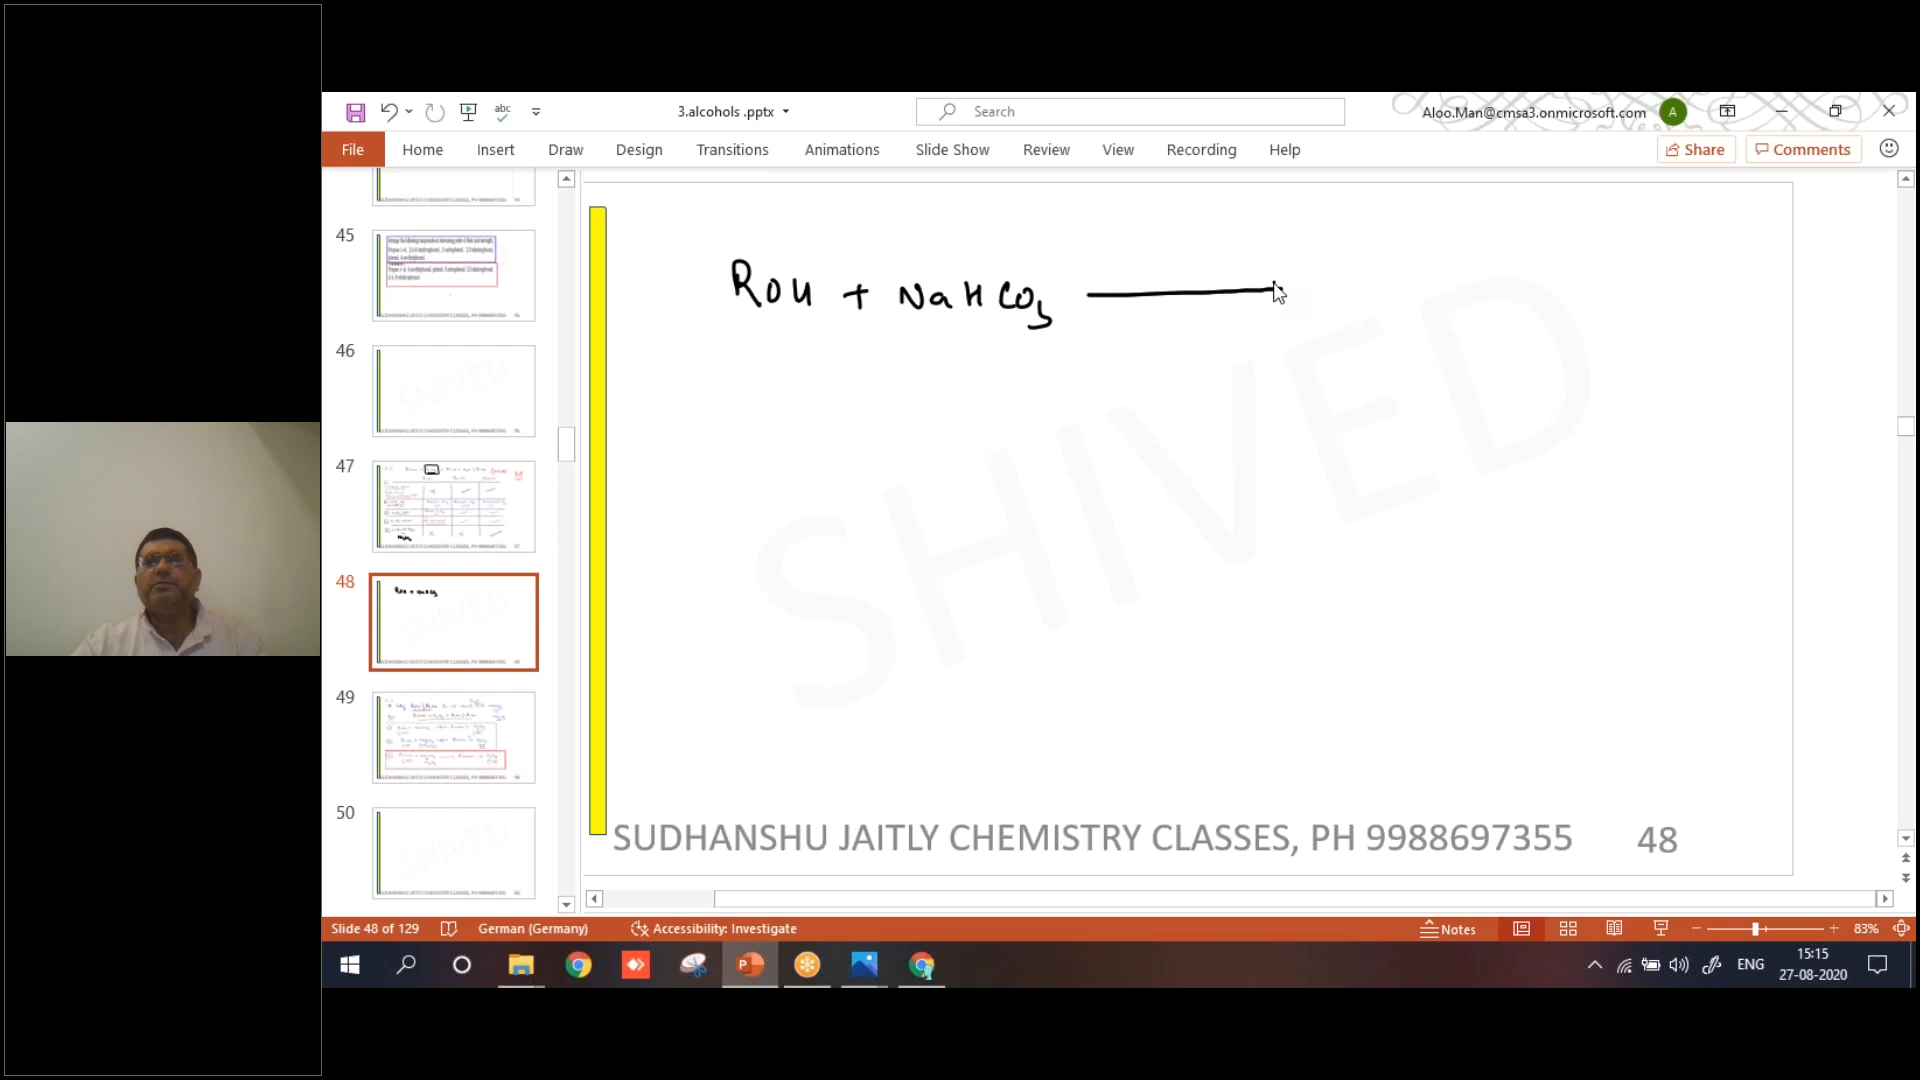 3.alcohols .pptx
Search
Aloo.Man@cmsa3.onmicrosoft.com
A
abc
File Home Insert Draw Design Transitions Animations Slide Show Review View Recording Help
Share
Comments
45
46
47
48
49
50
ROH + NaHCO3
SHIVED
SUDHANSHU JAITLY CHEMISTRY CLASSES, PH 9988697355 48
Slide 48 of 129 German (Germany) Accessibility: Investigate
Notes
83%
ENG
15:15
27-08-2020